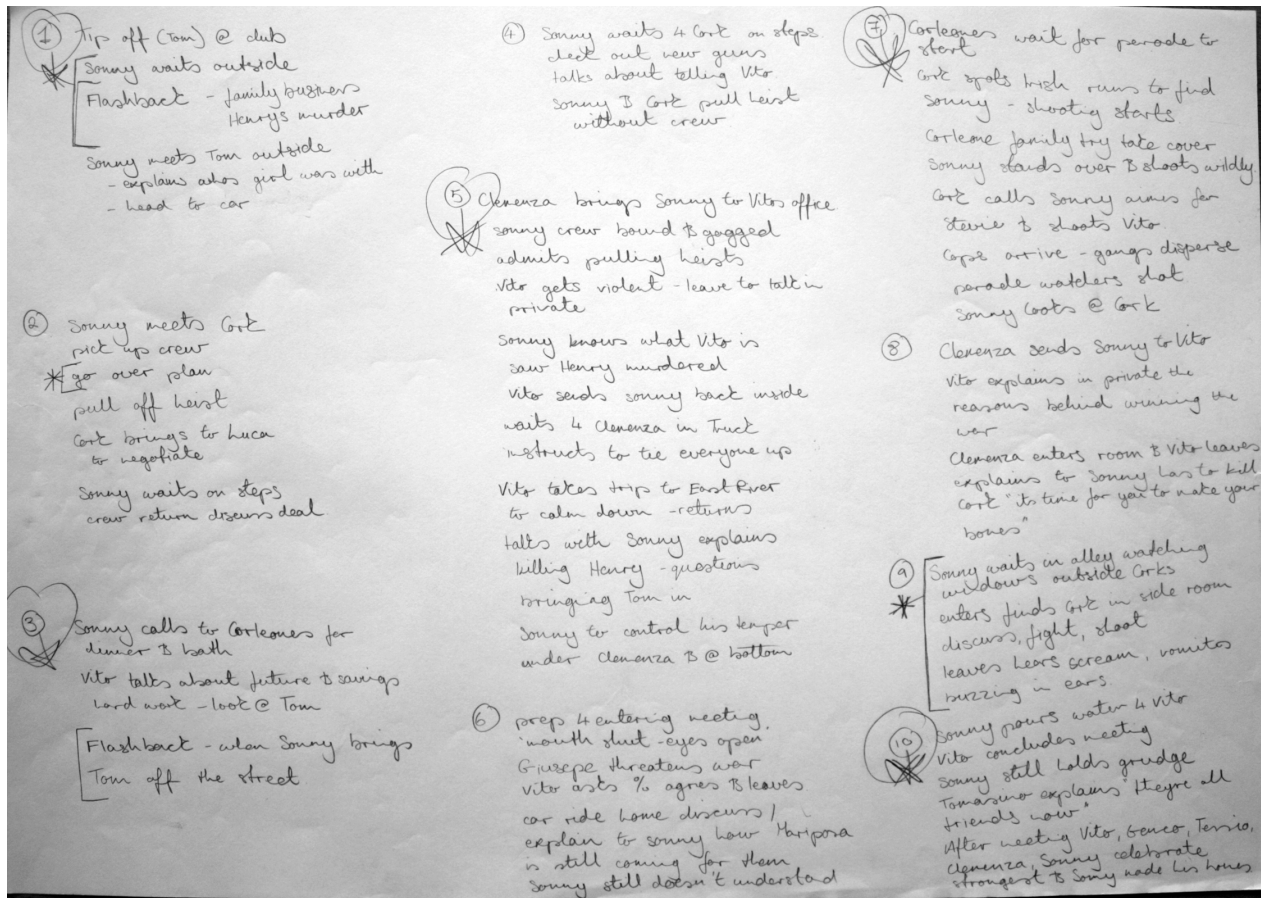 1 Tip off (Tom) @ club
Sonny waits outside
Flashback - family business
Henrys murder
Sonny meets Tom outside
- explains whos girl was with
- head to car
2 Sonny meets Cork
pick up crew
go over plan
pull off heist
Cork brings to Luca
to negotiate
Sonny waits on steps
crew return discuss deal
3 Sonny calls to Corleones for
dinner & bath
Vito talks about future & savings
hard work - look @ Tom
Flashback - when Sonny brings
Tom off the street
4 Sonny waits 4 Cork on steps
check out new guns
talks about telling Vito
Sonny & Cork pull heist
without crew
5 Clemenza brings Sonny to Vitos office
sonny crew bound & gagged
admits pulling heists
Vito gets violent - leave to talk in
private
Sonny knows what Vito is
saw Henry murdered
Vito sends sonny back inside
waits 4 Clemenza in Truck
instructs to tie everyone up
Vito takes trip to East River
to calm down - returns
talks with Sonny explains
killing Henry - questions
bringing Tom in
Sonny to control his temper
under Clemenza & @ bottom
6 prep 4 entering meeting
mouth shut - eyes open
Giusepe threatens war
Vito asts % agries & leaves
car ride home discuss /
explain to sonny how Mariposa
is still coming for them
Sonny still doesn't understand
7 Corleones wait for perade to
start
Cork spots Irish runs to find
Sonny - shooting starts
Corleone family try take cover
Sonny stands over & shoots wildly
Cork calls Sonny aimes for
Stevie & shoots Vito
Cops arrive - gangs disperse
perade watchers shot
Sonny looks @ Cork
8 Clemenza sends Sonny to Vito
Vito explains in private the
reasons behind winning the
war
Clemenza enters room & Vito leaves
explains to Sonny has to kill
Cork "its time for you to make your
bones"
9 Sonny waits in alley watching
windows outside Corks
enters finds Cork in side room
discuss, fight, shoot
leaves hears scream, vomitos
buzzing in ears.
10 Sonny pours water 4 Vito
Vito concludes meeting
Sonny still holds grudge
Tomasino explains "theyre all
friends now"
After meeting Vito, Genco, Tessio,
Clemenza, Sonny celebrate
strongest & Sonny made his bones